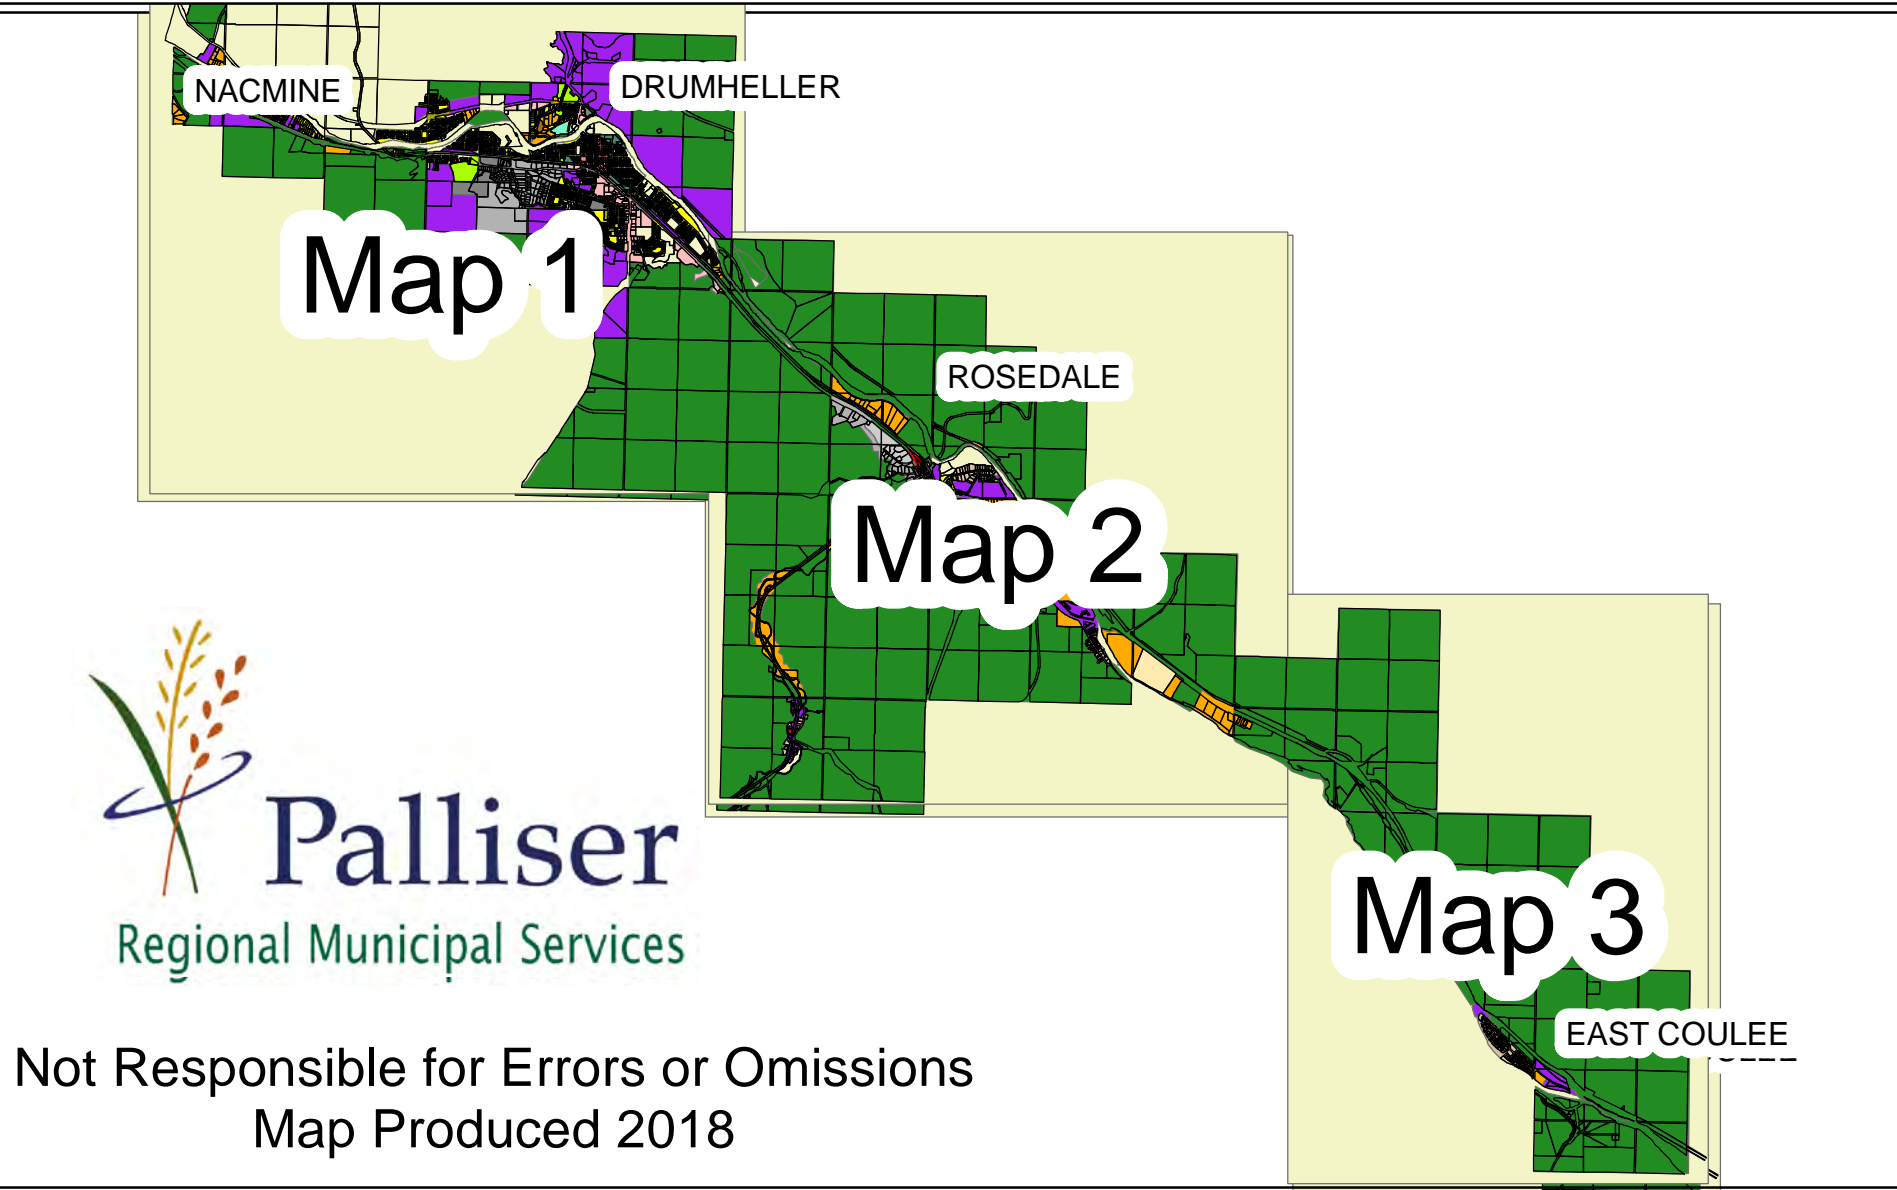 NACMINE
DRUMHELLER
Map 1
ROSEDALE
Map 2
Palliser
Regional Municipal Services
Map 3
EAST COULEE
Not Responsible for Errors or Omissions
Map Produced 2018